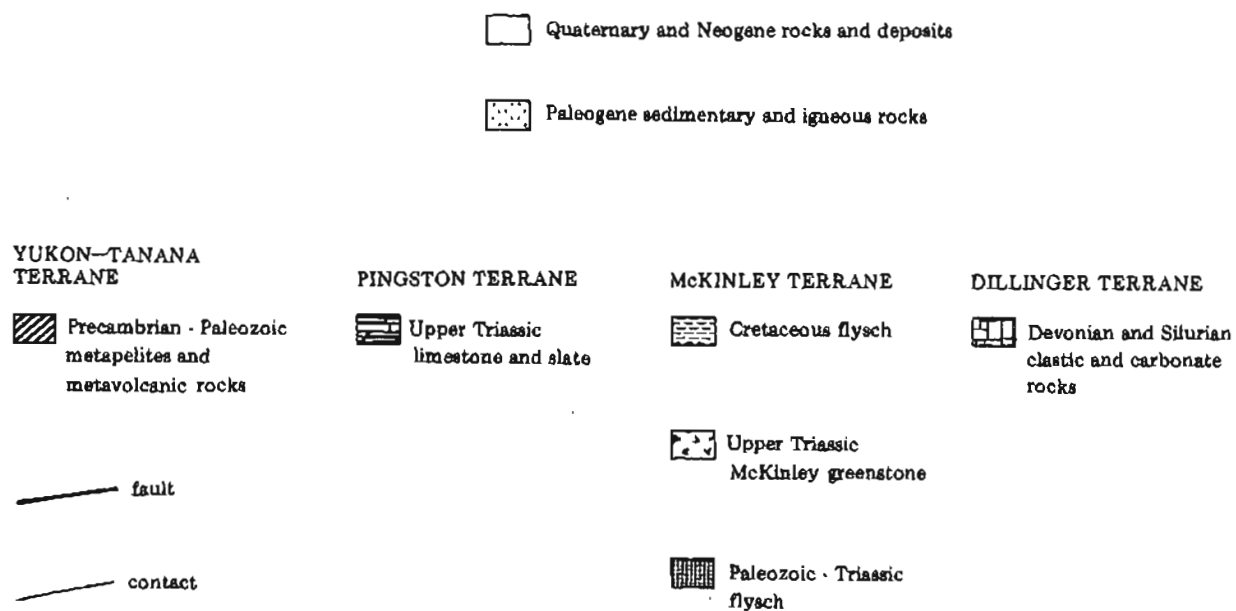 Quaternary and Neogene rocks and deposits
Paleogene sedimentary and igneous rocks
YUKON—TANANA
TERRANE
Precambrian - Paleozoic
metapelites and
metavolcanic rocks
fault
contact
PINGSTON TERRANE
Upper Triassic
limestone and slate
McKINLEY TERRANE
Cretaceous flysch
Upper Triassic
McKinley greenstone
Paleozoic - Triassic
flysch
DILLINGER TERRANE
Devonian and Silurian
clastic and carbonate
rocks